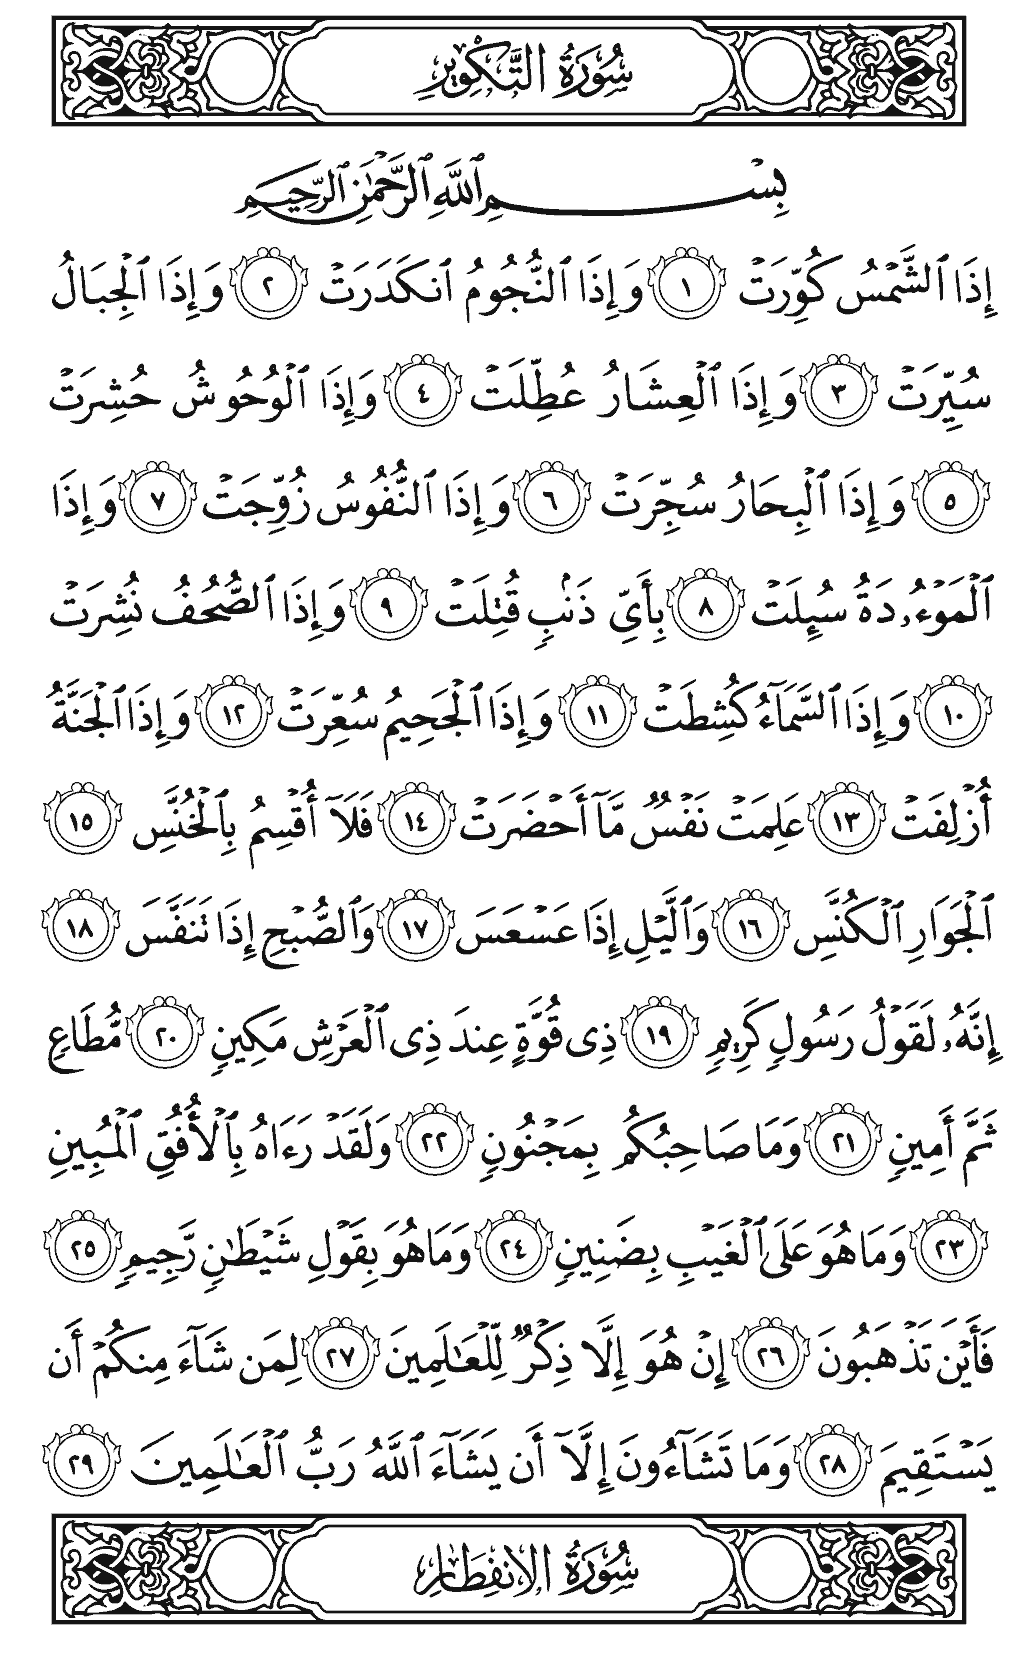 سُورَةُ التَّكْوِيرِ
بِسْمِ ٱللَّهِ ٱلرَّحْمَٰنِ ٱلرَّحِيمِ
إِذَا ٱلشَّمْسُ كُوِّرَتْ ١ وَإِذَا ٱلنُّجُومُ ٱنكَدَرَتْ ٢ وَإِذَا ٱلْجِبَالُ
سُيِّرَتْ ٣ وَإِذَا ٱلْعِشَارُ عُطِّلَتْ ٤ وَإِذَا ٱلْوُحُوشُ حُشِرَتْ
٥ وَإِذَا ٱلْبِحَارُ سُجِّرَتْ ٦ وَإِذَا ٱلنُّفُوسُ زُوِّجَتْ ٧ وَإِذَا
ٱلْمَوْءُۥدَةُ سُئِلَتْ ٨ بِأَىِّ ذَنۢبٍ قُتِلَتْ ٩ وَإِذَا ٱلصُّحُفُ نُشِرَتْ
١٠ وَإِذَا ٱلسَّمَآءُ كُشِطَتْ ١١ وَإِذَا ٱلْجَحِيمُ سُعِّرَتْ ١٢ وَإِذَا ٱلْجَنَّةُ
أُزْلِفَتْ ١٣ عَلِمَتْ نَفْسٌ مَّآ أَحْضَرَتْ ١٤ فَلَآ أُقْسِمُ بِٱلْخُنَّسِ ١٥
ٱلْجَوَارِ ٱلْكُنَّسِ ١٦ وَٱلَّيْلِ إِذَا عَسْعَسَ ١٧ وَٱلصُّبْحِ إِذَا تَنَفَّسَ ١٨
إِنَّهُۥ لَقَوْلُ رَسُولٍ كَرِيمٍ ١٩ ذِى قُوَّةٍ عِندَ ذِى ٱلْعَرْشِ مَكِينٍ ٢٠ مُّطَاعٍ
ثَمَّ أَمِينٍ ٢١ وَمَا صَاحِبُكُم بِمَجْنُونٍ ٢٢ وَلَقَدْ رَءَاهُ بِٱلْأُفُقِ ٱلْمُبِينِ
٢٣ وَمَا هُوَ عَلَى ٱلْغَيْبِ بِضَنِينٍ ٢٤ وَمَا هُوَ بِقَوْلِ شَيْطَٰنٍ رَّجِيمٍ ٢٥
فَأَيْنَ تَذْهَبُونَ ٢٦ إِنْ هُوَ إِلَّا ذِكْرٌ لِّلْعَٰلَمِينَ ٢٧ لِمَن شَآءَ مِنكُمْ أَن
يَسْتَقِيمَ ٢٨ وَمَا تَشَآءُونَ إِلَّآ أَن يَشَآءَ ٱللَّهُ رَبُّ ٱلْعَٰلَمِينَ ٢٩
سُورَةُ الِانفِطَارِ